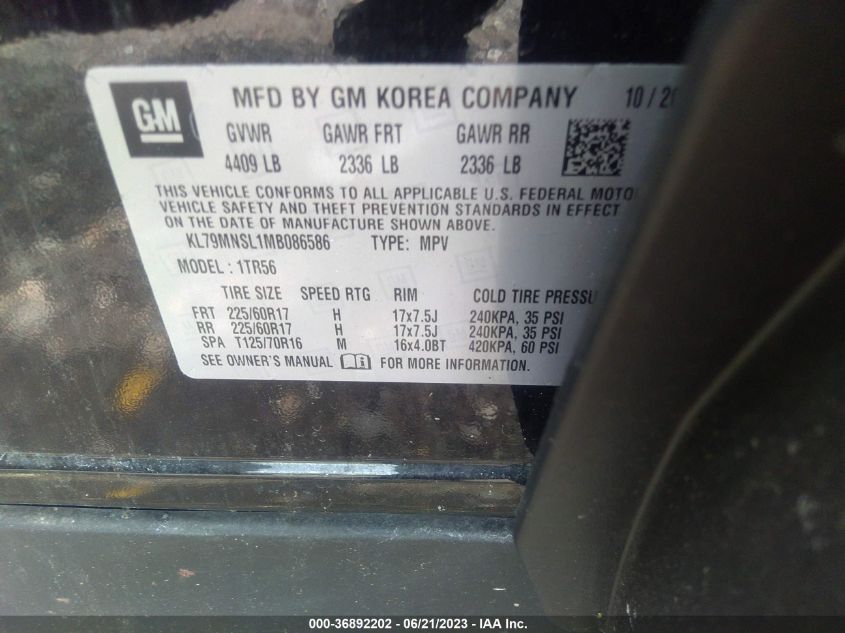 GM
MFD BY GM KOREA COMPANY 10/20
GVWR GAWR FRT GAWR RR
4409 LB 2336 LB 2336 LB
THIS VEHICLE CONFORMS TO ALL APPLICABLE U.S. FEDERAL MOTOR
VEHICLE SAFETY AND THEFT PREVENTION STANDARDS IN EFFECT
ON THE DATE OF MANUFACTURE SHOWN ABOVE.
KL79MNSL1MB086586 TYPE: MPV
MODEL: 1TR56
TIRE SIZE SPEED RTG RIM COLD TIRE PRESSU
FRT 225/60R17 H 17x7.5J 240KPA, 35 PSI
RR 225/60R17 H 17x7.5J 240KPA, 35 PSI
SPA T125/70R16 M 16x4.0BT 420KPA, 60 PSI
SEE OWNER'S MANUAL FOR MORE INFORMATION.
000-36892202 - 06/21/2023 - IAA Inc.